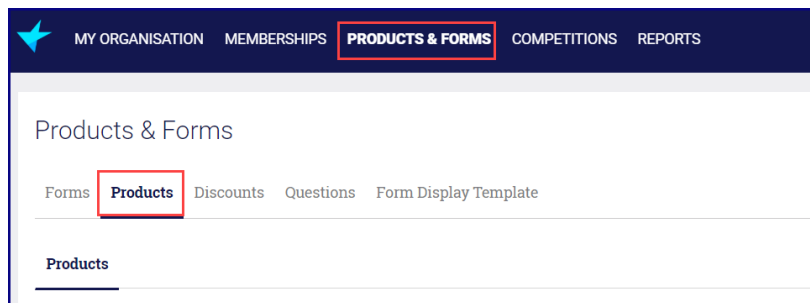 MY ORGANISATION MEMBERSHIPS PRODUCTS & FORMS COMPETITIONS REPORTS
Products & Forms
Forms Products Discounts Questions Form Display Template
Products